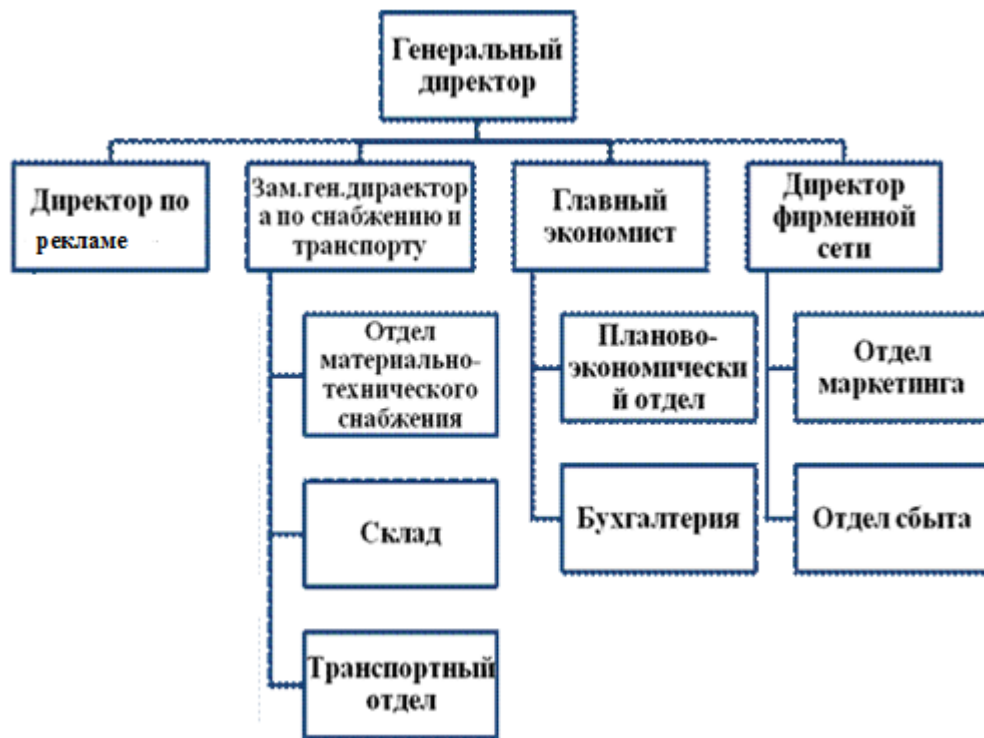 Генеральный
директор
Директор по
рекламе
Зам.ген.дираектор
а по снабжению и
транспорту
Главный
экономист
Директор
фирменной
сети
Отдел
материально-
технического
снабжения
Планово-
экономически
й отдел
Отдел
маркетинга
Склад
Бухгалтерия
Отдел сбыта
Транспортный
отдел